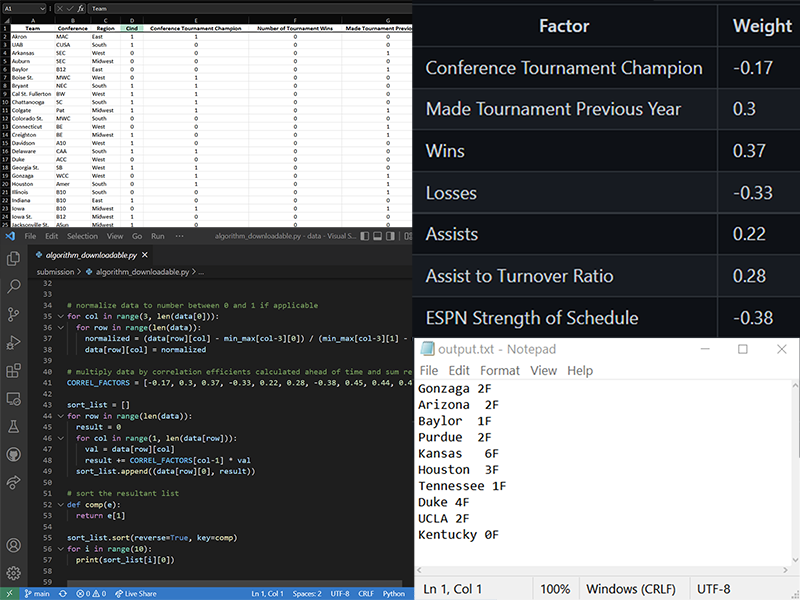 A1 fx Team
A B C D E F G
1 Team Conference Region Cind Conference Tournament Champion Number of Tournament Wins Made Tournament Previo
2 Akron MAC East 1 1 0 0
3 UAB CUSA South 1 1 0 0
4 Arkansas SEC West 0 0 0 1
5 Auburn SEC Midwest 0 0 0 0
6 Baylor B12 East 0 0 0 1
7 Boise St. MWC West 0 1 0 0
8 Bryant NEC South 1 1 0 0
9 Cal St. Fullerton BW West 1 1 0 0
10 Chattanooga SC South 1 1 0 0
11 Colgate Pat Midwest 1 1 0 1
12 Colorado St. MWC South 0 0 0 0
13 Connecticut BE West 0 0 0 1
14 Creighton BE Midwest 1 0 0 1
15 Davidson A10 West 1 0 0 0
16 Delaware CAA South 1 1 0 0
17 Duke ACC West 0 0 0 0
18 Georgia St. SB West 1 1 0 0
19 Gonzaga WCC West 0 1 0 1
20 Houston Amer South 0 1 0 1
21 Illinois B10 South 0 0 0 1
22 Indiana B10 East 1 0 0 0
23 Iowa B10 Midwest 0 1 0 1
24 Iowa St. B12 Midwest 1 0 0 0
25 Jacksonville St. ASun Midwest 1 0 0 0
File Edit Selection View Go Run ··· algorithm_downloadable.py - data - Visual S...
algorithm_downloadable.py
submission > algorithm_downloadable.py > ...
32
33
34 # normalize data to number between 0 and 1 if applicable
35 for col in range(3, len(data[0])):
36 for row in range(len(data)):
37 normalized = (data[row][col] - min_max[col-3][0]) / (min_max[col-3][1] -
38 data[row][col] = normalized
39
40 # multiply data by correlation efficients calculated ahead of time and sum re
41 CORREL_FACTORS = [-0.17, 0.3, 0.37, -0.33, 0.22, 0.28, -0.38, 0.45, 0.44, 0.4
42
43 sort_list = []
44 for row in range(len(data)):
45 result = 0
46 for col in range(1, len(data[row])):
47 val = data[row][col]
48 result += CORREL_FACTORS[col-1] * val
49 sort_list.append((data[row][0], result))
50
51 # sort the resultant list
52 def comp(e):
53 return e[1]
54
55 sort_list.sort(reverse=True, key=comp)
56 for i in range(10):
57 print(sort_list[i][0])
58
59
main 0 0 Live Share Ln 1, Col 1 Spaces: 2 UTF-8 CRLF Python
Factor Weight
Conference Tournament Champion -0.17
Made Tournament Previous Year 0.3
Wins 0.37
Losses -0.33
Assists 0.22
Assist to Turnover Ratio 0.28
ESPN Strength of Schedule -0.38
output.txt - Notepad
File Edit Format View Help
Gonzaga 2F
Arizona 2F
Baylor 1F
Purdue 2F
Kansas 6F
Houston 3F
Tennessee 1F
Duke 4F
UCLA 2F
Kentucky 0F
Ln 1, Col 1 100% Windows (CRLF) UTF-8